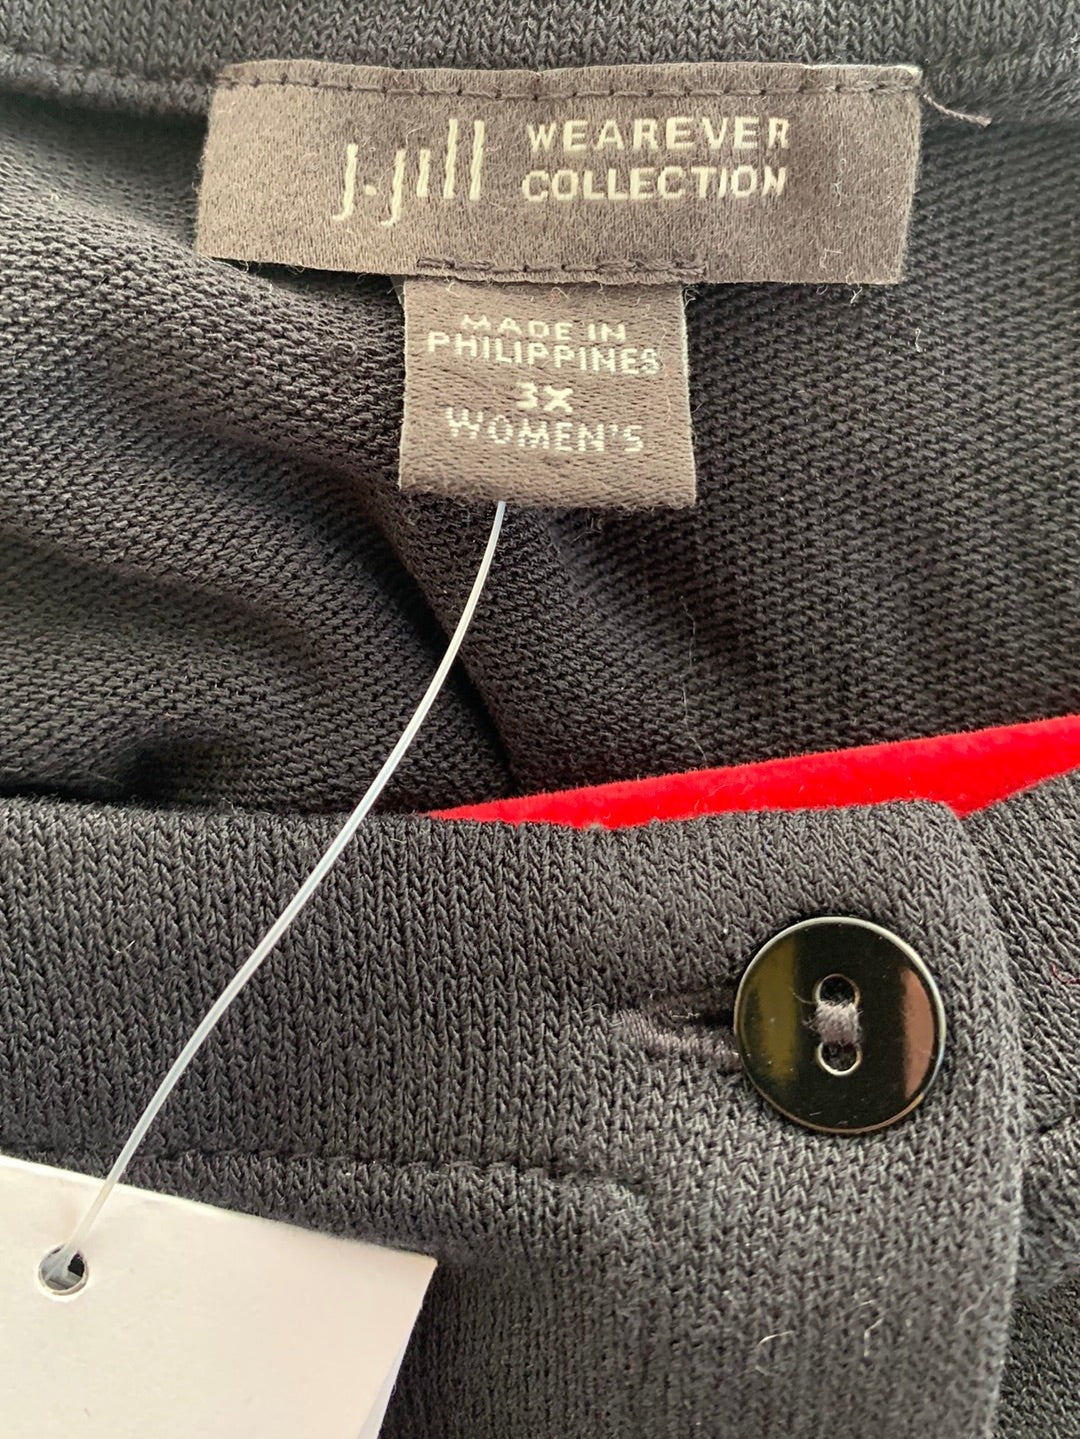 J.Jill
WEAREVER
COLLECTION
MADE IN
PHILIPPINES
3X
WOMEN'S